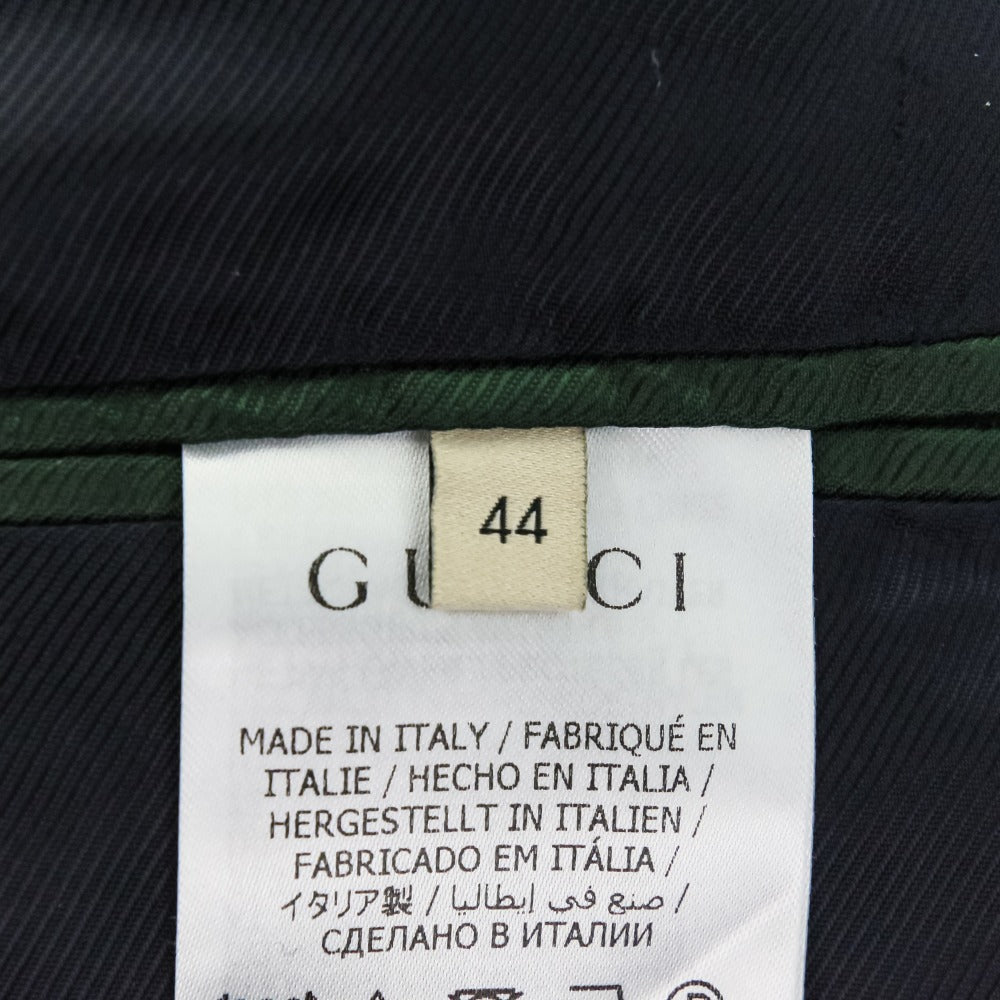 44
GU CI
MADE IN ITALY / FABRIQUÉ EN
ITALIE / HECHO EN ITALIA /
HERGESTELLT IN ITALIEN /
FABRICADO EM ITÁLIA /
イタリア製 / صنع في إيطاليا /
СДЕЛАНО В ИТАЛИИ